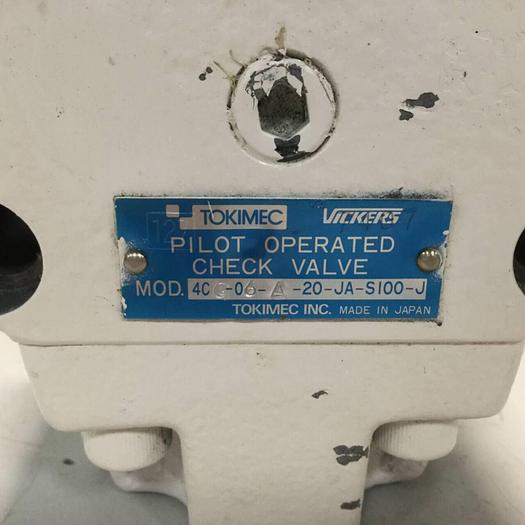 TOKIMEC VICKERS
PILOT OPERATED
CHECK VALVE
MOD. 4CG-06-A-20-JA-S100-J
TOKIMEC INC. MADE IN JAPAN